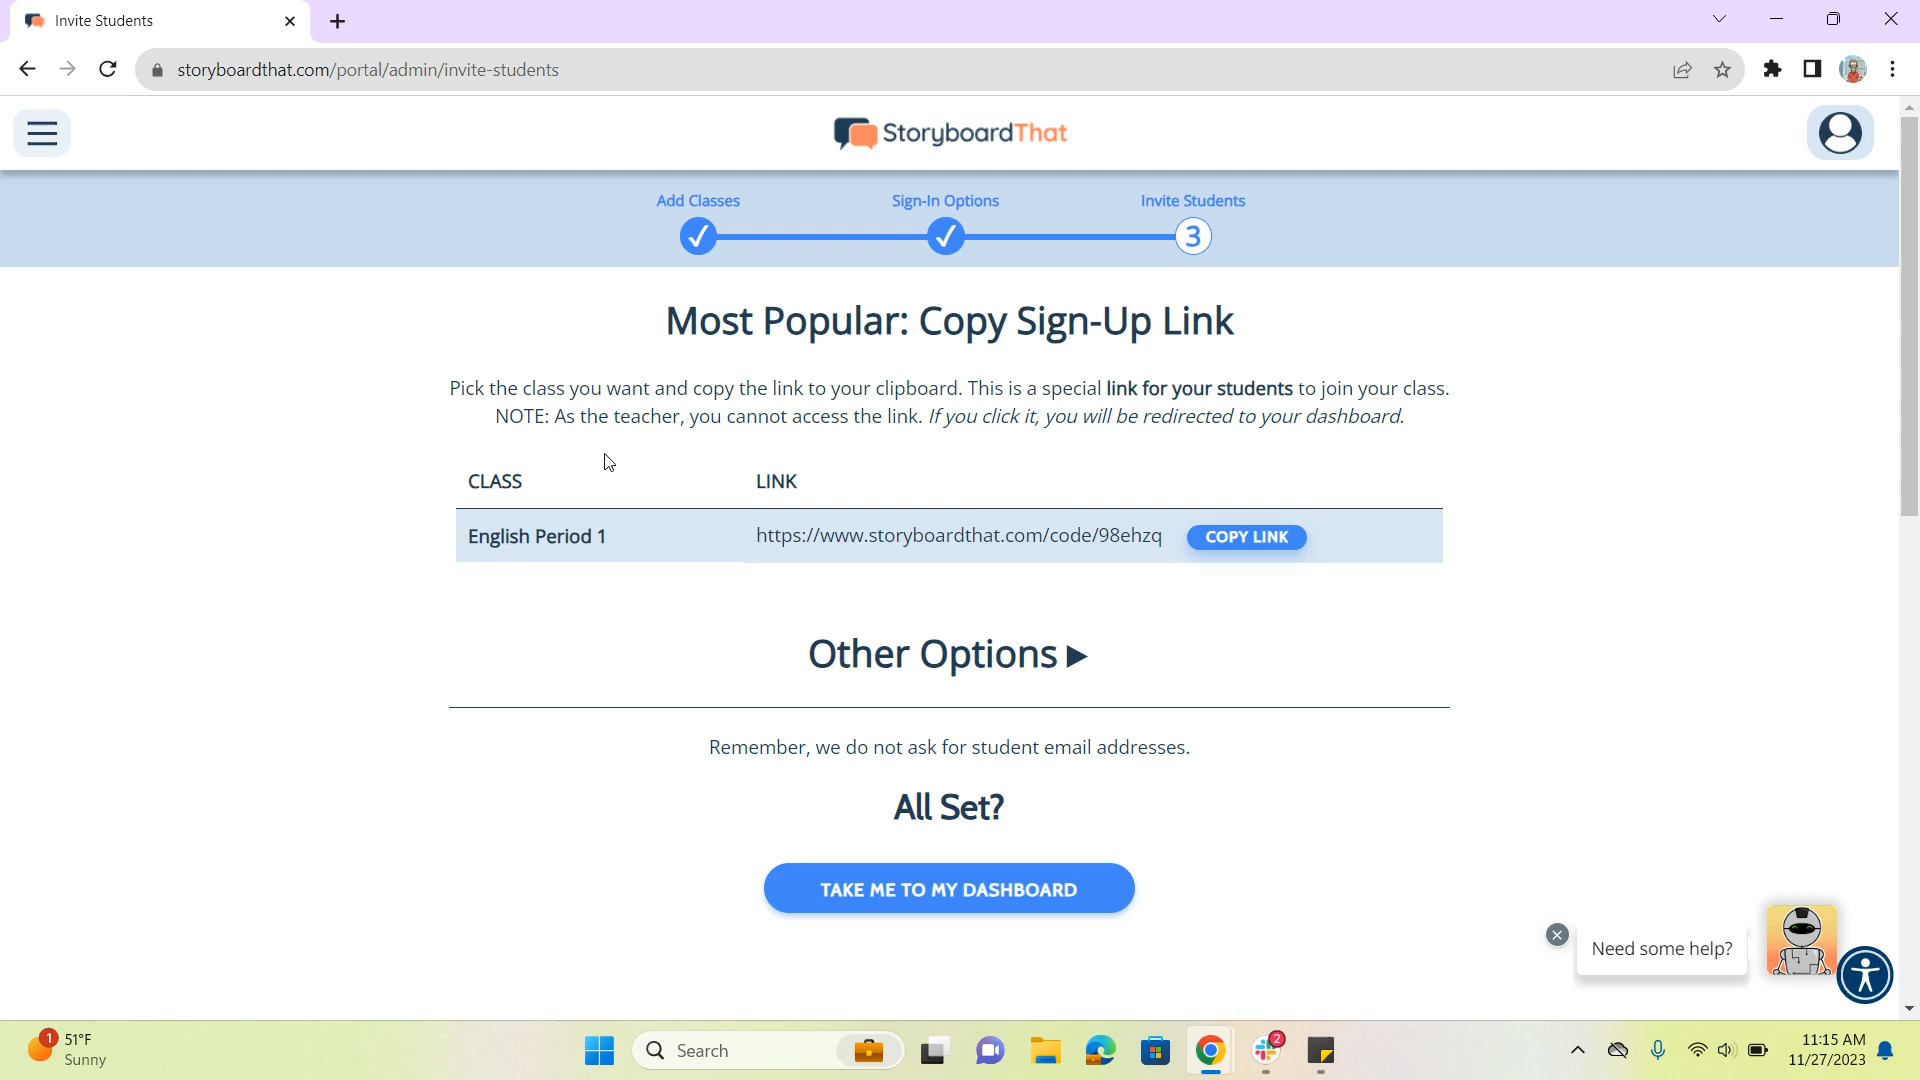 Invite Students
storyboardthat.com/portal/admin/invite-students
StoryboardThat
Add Classes
Sign-In Options
Invite Students
3
Most Popular: Copy Sign-Up Link
Pick the class you want and copy the link to your clipboard. This is a special link for your students to join your class.
NOTE: As the teacher, you cannot access the link. If you click it, you will be redirected to your dashboard.
CLASS
LINK
English Period 1
https://www.storyboardthat.com/code/98ehzq
COPY LINK
Other Options ▸
Remember, we do not ask for student email addresses.
All Set?
TAKE ME TO MY DASHBOARD
Need some help?
1
51°F
Sunny
Search
2
11:15 AM
11/27/2023